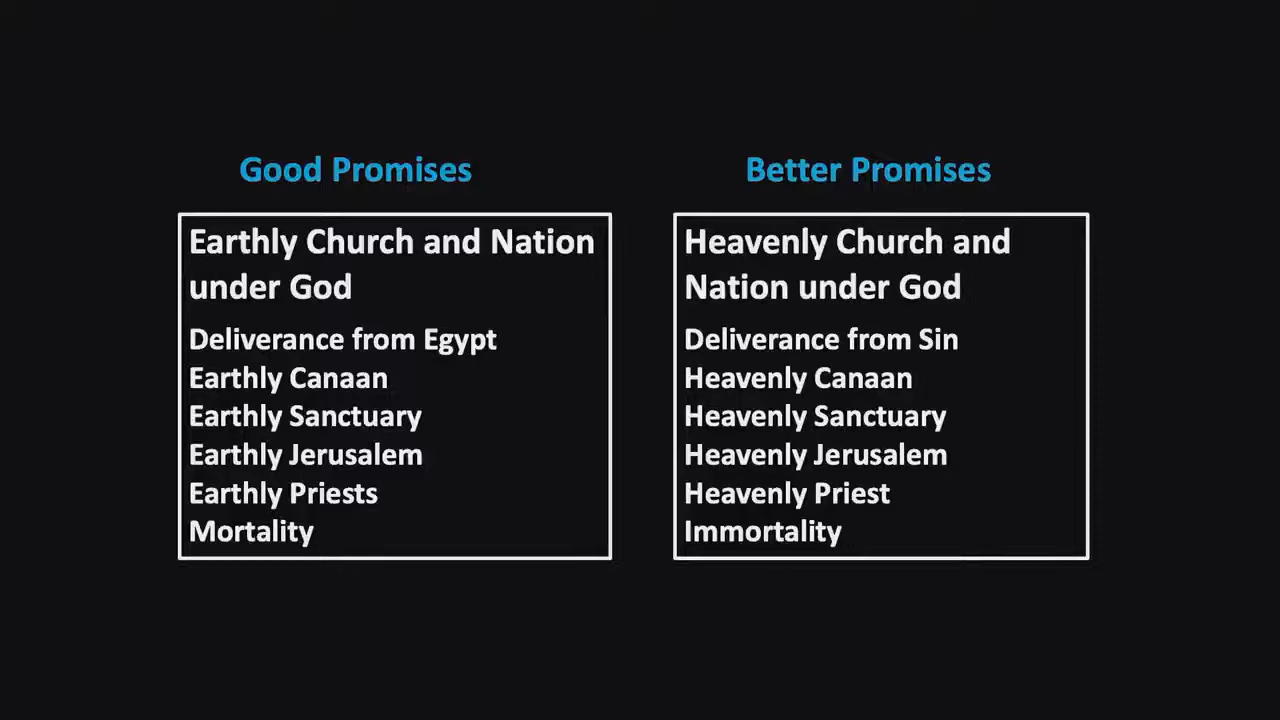 Good Promises
Earthly Church and Nation
under God
Deliverance from Egypt
Earthly Canaan
Earthly Sanctuary
Earthly Jerusalem
Earthly Priests
Mortality
Better Promises
Heavenly Church and
Nation under God
Deliverance from Sin
Heavenly Canaan
Heavenly Sanctuary
Heavenly Jerusalem
Heavenly Priest
Immortality